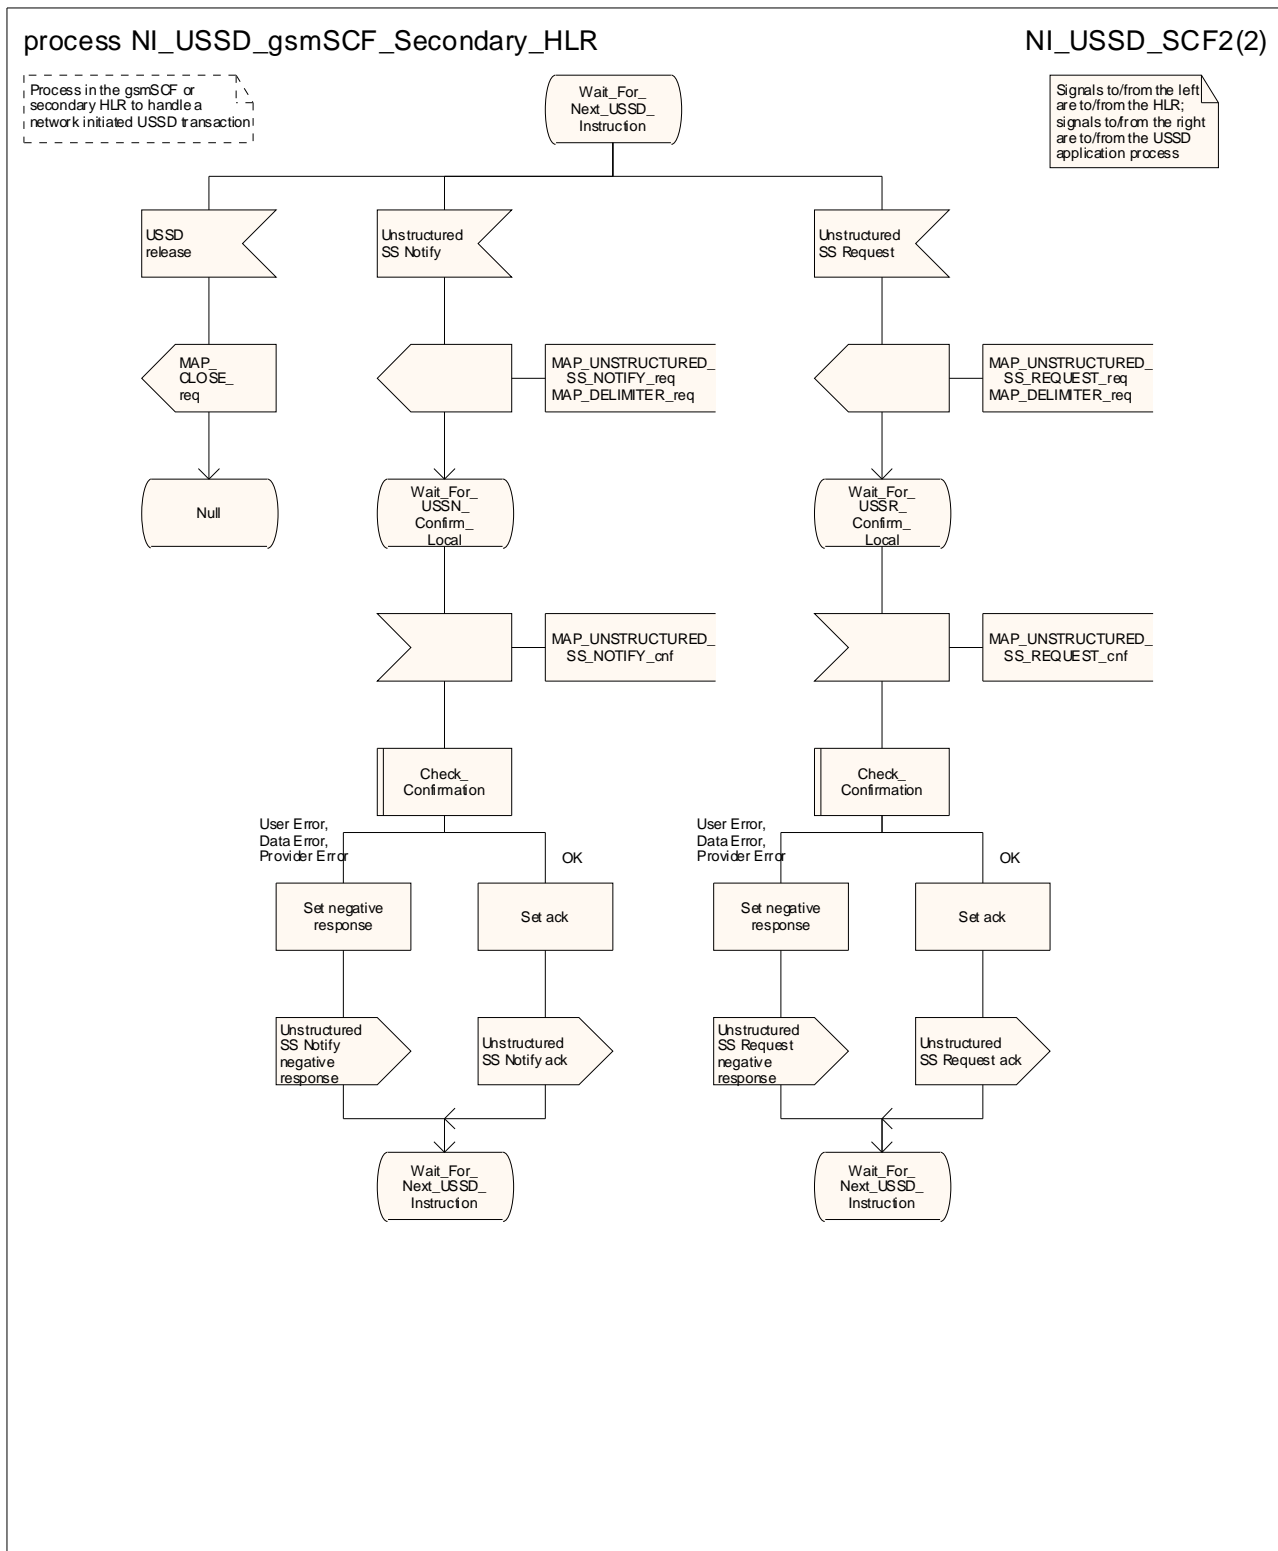 process NI_USSD_gsmSCF_Secondary_HLR
NI_USSD_SCF2(2)
Process in the gsmSCF or
secondary HLR to handle a
network initiated USSD transaction
Wait_For_
Next_USSD_
Instruction
Signals to/from the left
are to/from the HLR;
signals to/from the right
are to/from the USSD
application process
USSD
release
Unstructured
SS Notify
Unstructured
SS Request
MAP_
CLOSE_
req
MAP_UNSTRUCTURED_
SS_NOTIFY_req
MAP_DELIMITER_req
MAP_UNSTRUCTURED_
SS_REQUEST_req
MAP_DELIMITER_req
Null
Wait_For_
USSN_
Confirm_
Local
Wait_For_
USSR_
Confirm_
Local
MAP_UNSTRUCTURED_
SS_NOTIFY_cnf
MAP_UNSTRUCTURED_
SS_REQUEST_cnf
Check_
Confirmation
Check_
Confirmation
User Error,
Data Error,
Provider Error
OK
User Error,
Data Error,
Provider Error
OK
Set negative
response
Set ack
Set negative
response
Set ack
Unstructured
SS Notify
negative
response
Unstructured
SS Notify ack
Unstructured
SS Request
negative
response
Unstructured
SS Request ack
Wait_For_
Next_USSD_
Instruction
Wait_For_
Next_USSD_
Instruction